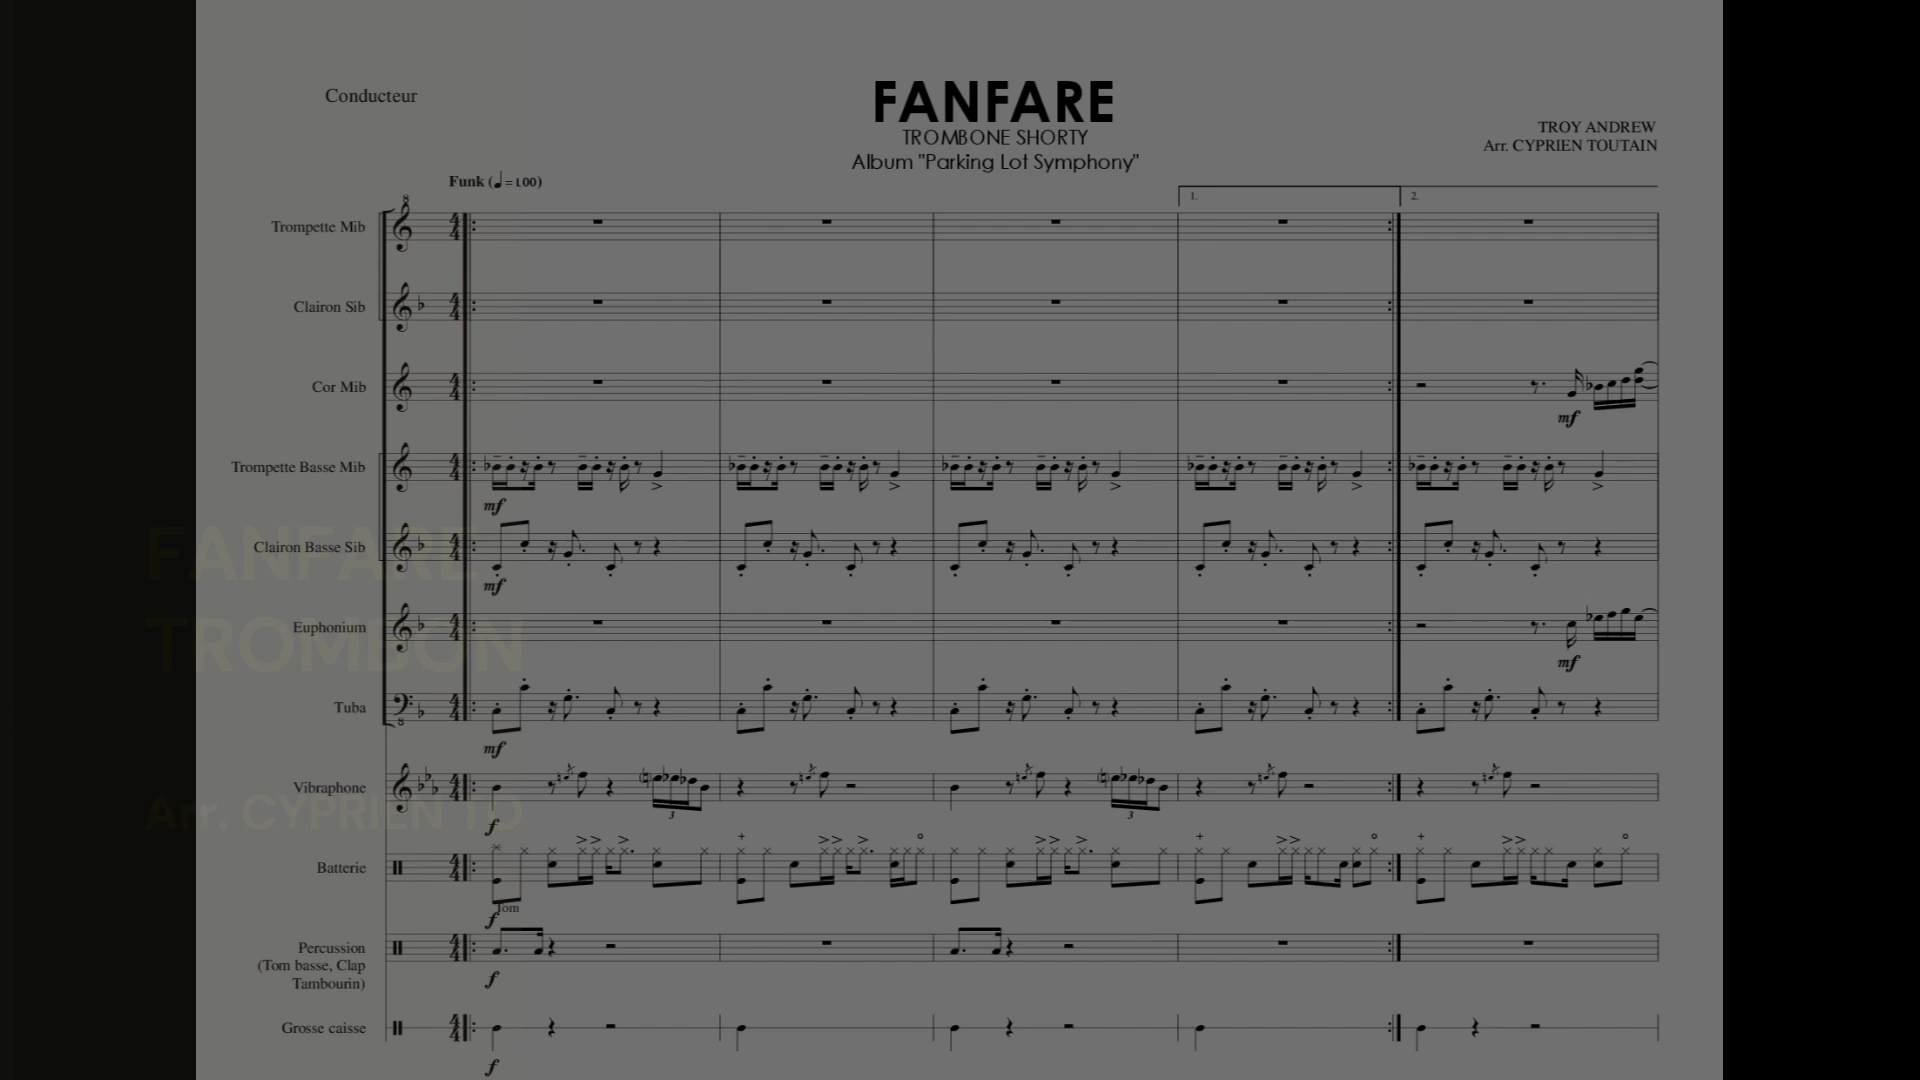 Conducteur
FANFARE
TROMBONE SHORTY
Album "Parking Lot Symphony"
TROY ANDREW
Arr. CYPRIEN TOUTAIN
Funk (♩ = 100)
1.
2.
Trompette Mib
Clairon Sib
Cor Mib
mf
Trompette Basse Mib
mf
Clairon Basse Sib
mf
FANFARE
TROMBON
Euphonium
mf
Tuba
mf
Vibraphone
3
3
f
Arr. CYPRIEN TO
Batterie
f
Tom
Percussion
(Tom basse, Clap
Tambourin)
f
Grosse caisse
f